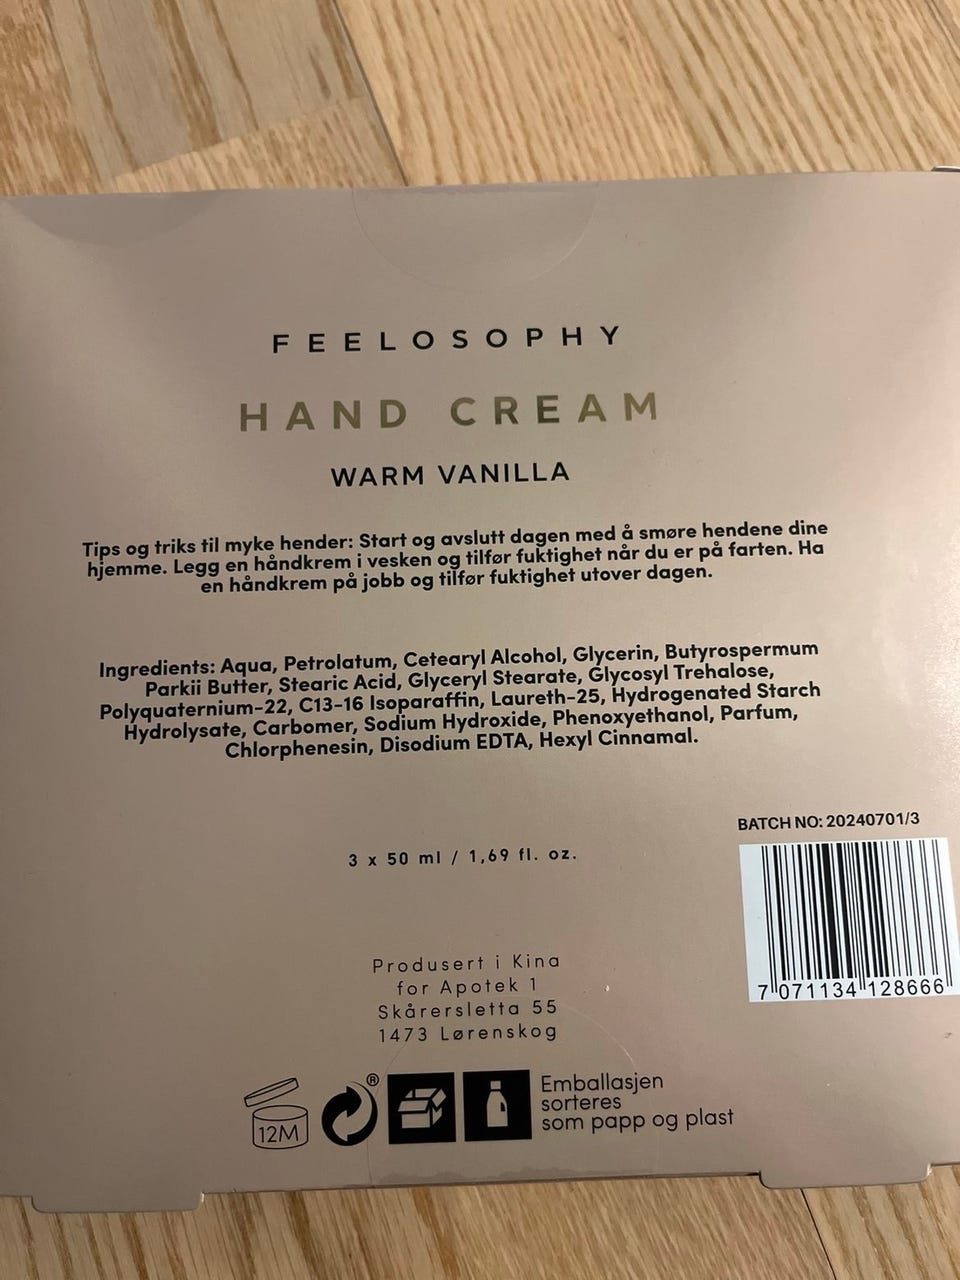 FEELOSOPHY
HAND CREAM
WARM VANILLA
Tips og triks til myke hender: Start og avslutt dagen med å smøre hendene dine
hjemme. Legg en håndkrem i vesken og tilfør fuktighet når du er på farten. Ha
en håndkrem på jobb og tilfør fuktighet utover dagen.
Ingredients: Aqua, Petrolatum, Cetearyl Alcohol, Glycerin, Butyrospermum
Parkii Butter, Stearic Acid, Glyceryl Stearate, Glycosyl Trehalose,
Polyquaternium-22, C13-16 Isoparaffin, Laureth-25, Hydrogenated Starch
Hydrolysate, Carbomer, Sodium Hydroxide, Phenoxyethanol, Parfum,
Chlorphenesin, Disodium EDTA, Hexyl Cinnamal.
BATCH NO: 20240701/3
3 x 50 ml / 1,69 fl. oz.
7 071134 128666
Produsert i Kina
for Apotek 1
Skårersletta 55
1473 Lørenskog
12M
®
Emballasjen
sorteres
som papp og plast